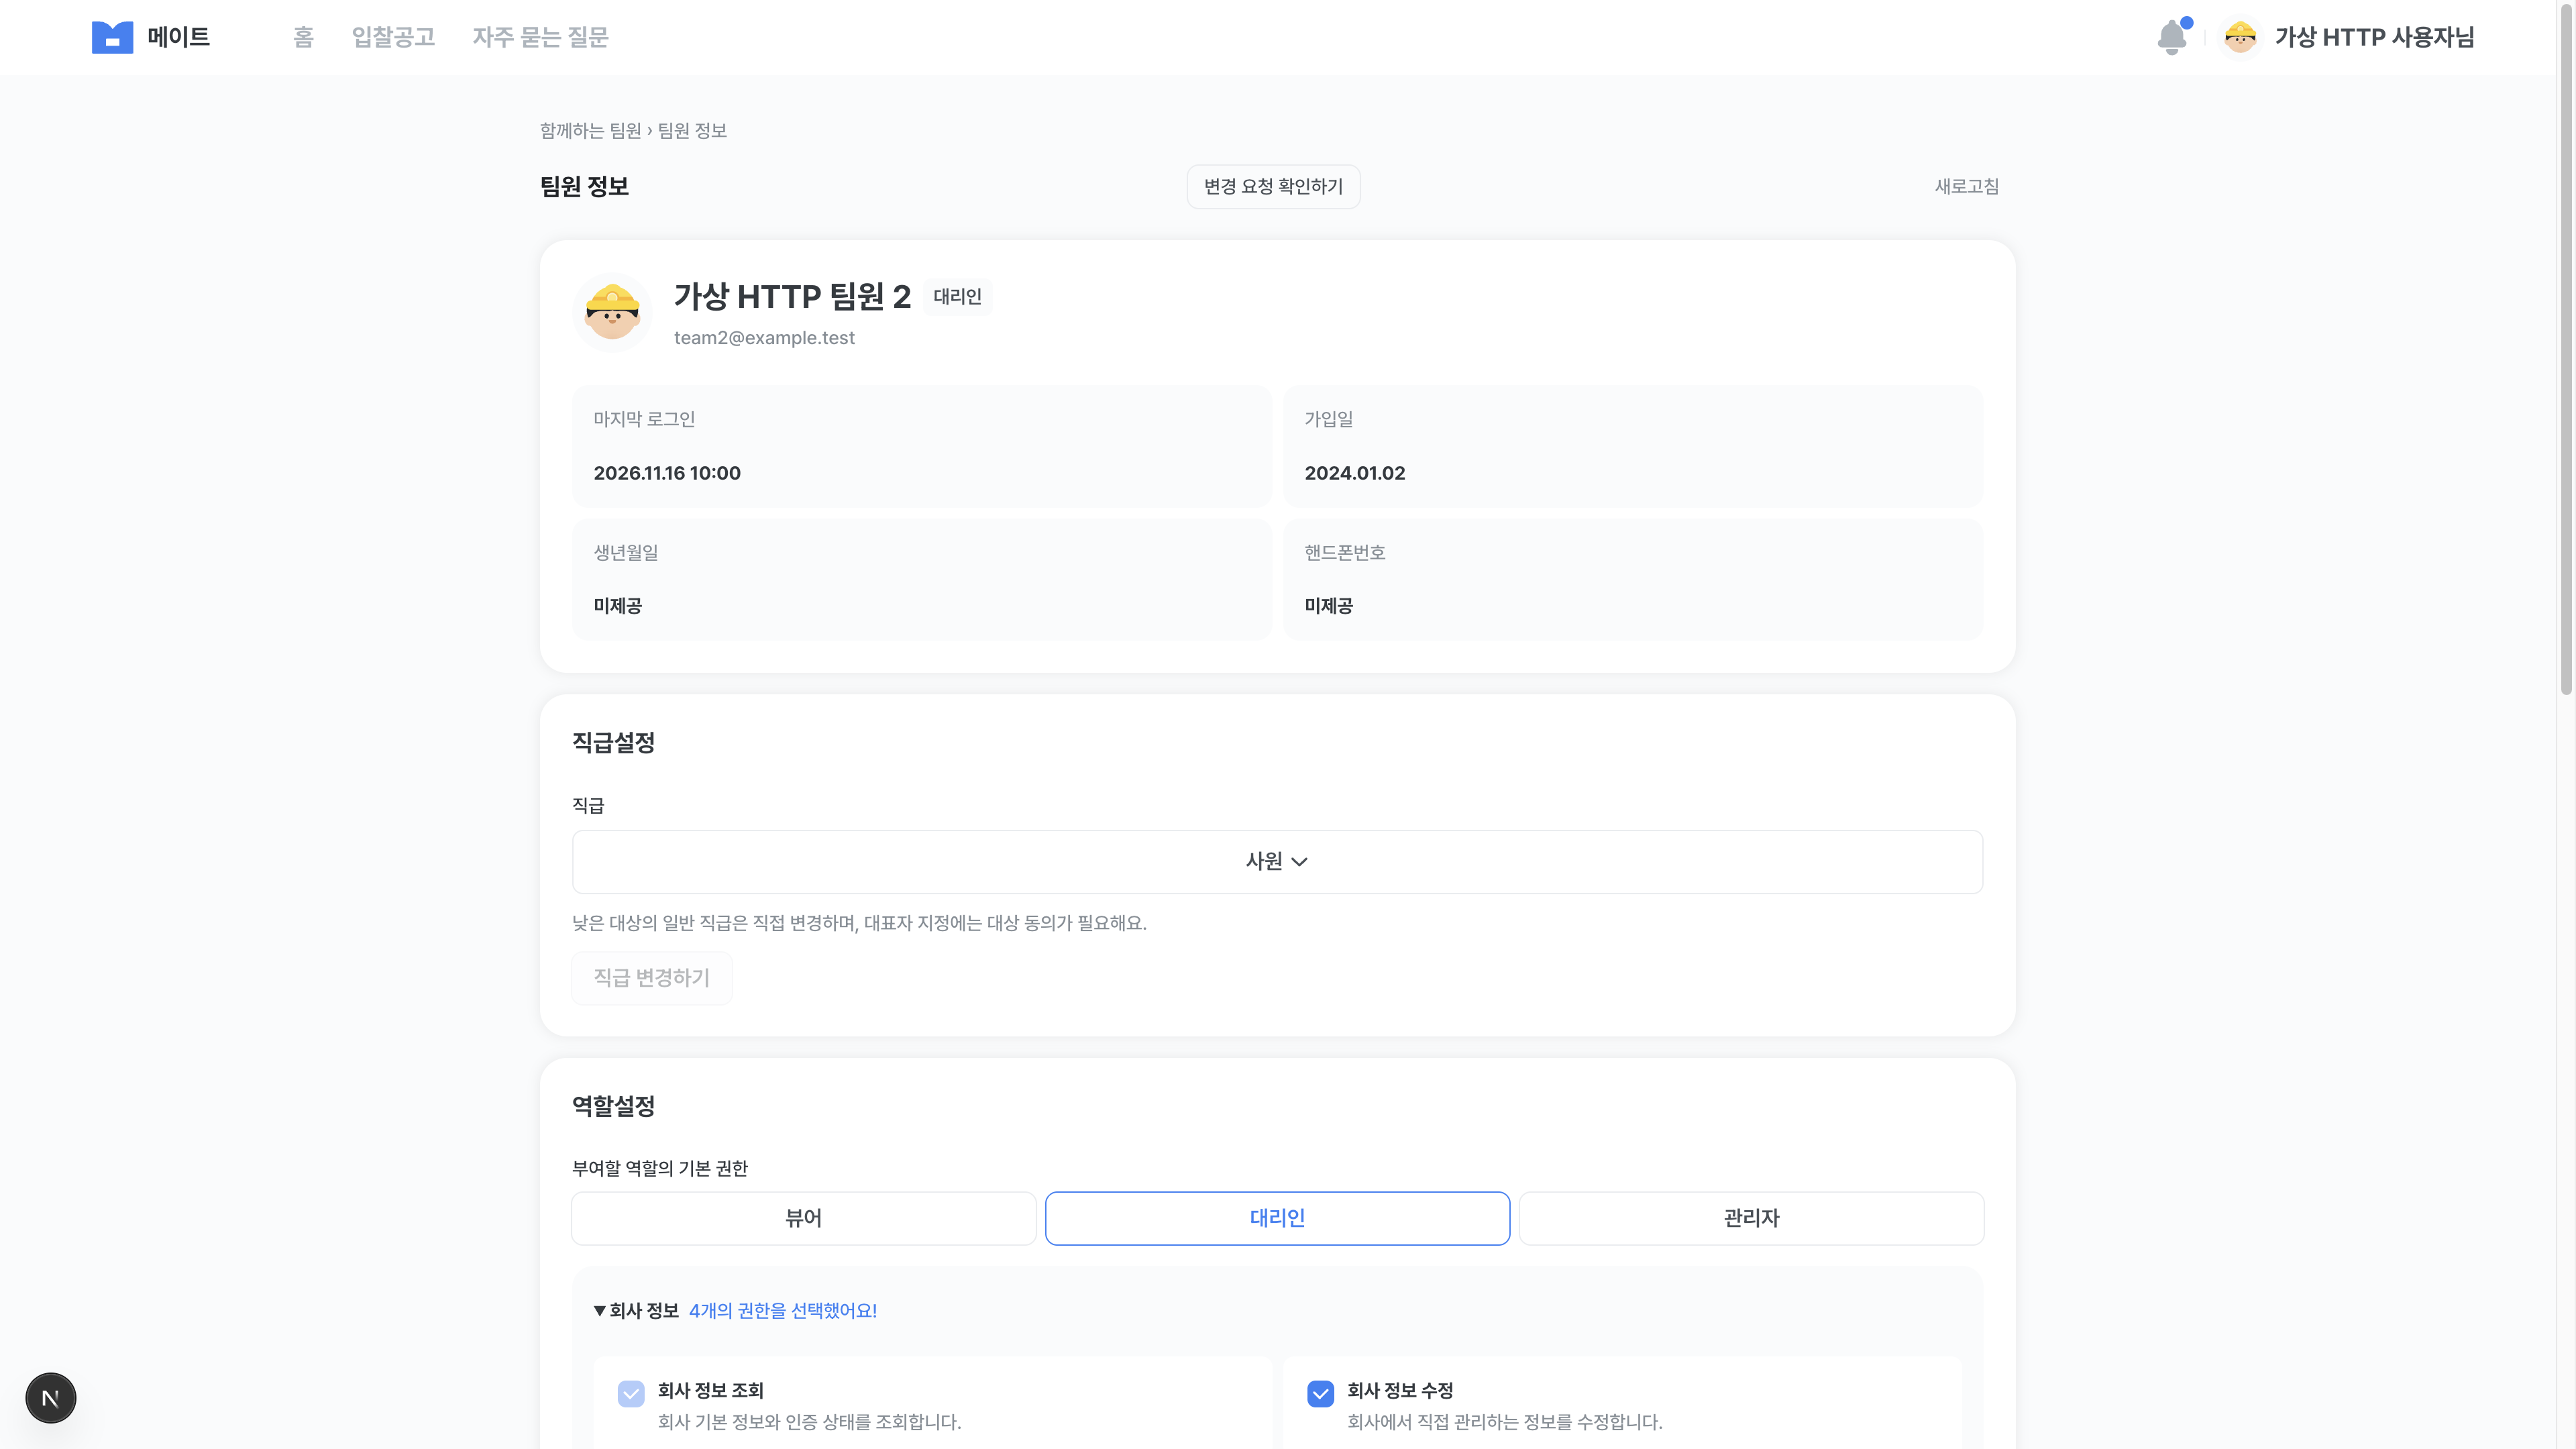 메이트
홈 입찰공고 자주 묻는 질문
가상 HTTP 사용자님
함께하는 팀원 › 팀원 정보
팀원 정보
변경 요청 확인하기
새로고침
가상 HTTP 팀원 2 대리인
team2@example.test
마지막 로그인
2026.11.16 10:00
가입일
2024.01.02
생년월일
미제공
핸드폰번호
미제공
직급설정
직급
사원
낮은 대상의 일반 직급은 직접 변경하며, 대표자 지정에는 대상 동의가 필요해요.
직급 변경하기
역할설정
부여할 역할의 기본 권한
뷰어
대리인
관리자
▼ 회사 정보 4개의 권한을 선택했어요!
회사 정보 조회
회사 기본 정보와 인증 상태를 조회합니다.
회사 정보 수정
회사에서 직접 관리하는 정보를 수정합니다.
N